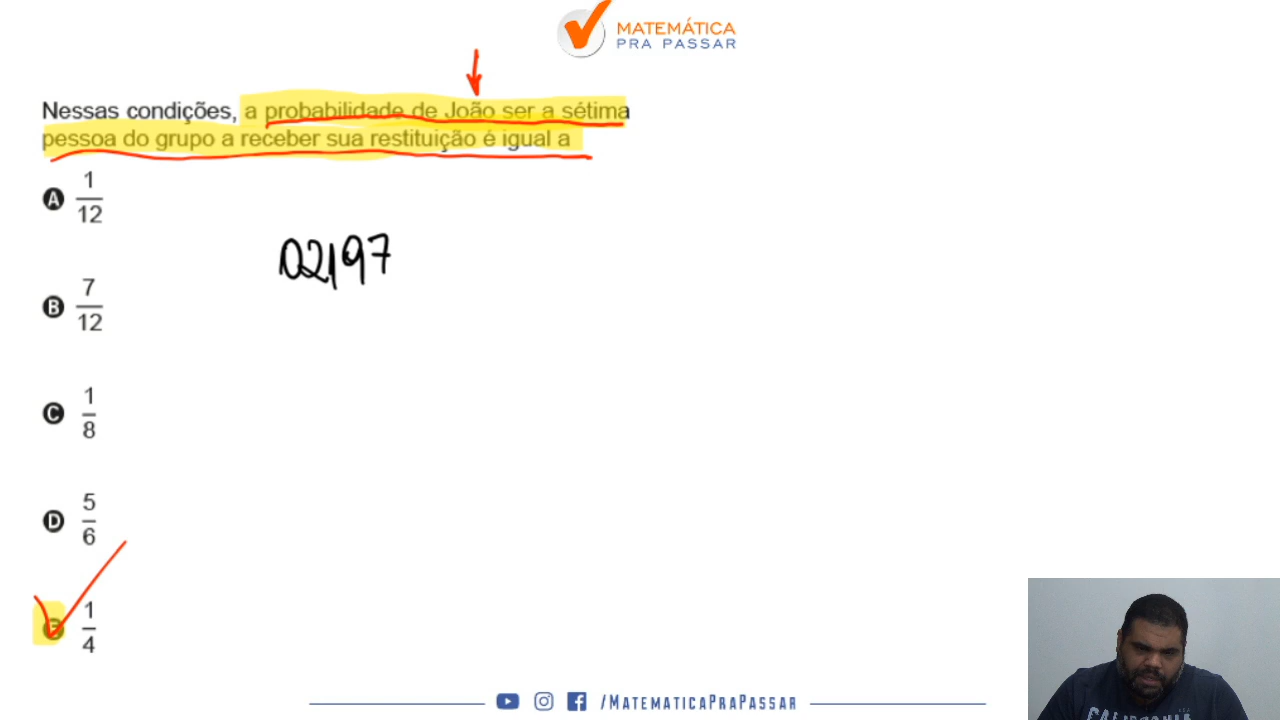 MATEMÁTICA
PRA PASSAR
Nessas condições, a probabilidade de João ser a sétima
pessoa do grupo a receber sua restituição é igual a
A 1/12
02197
B 7/12
C 1/8
D 5/6
1/4
/MATEMATICAPRAPASSAR